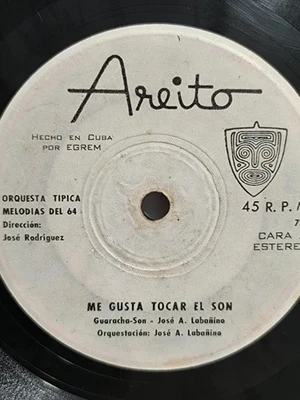 Areito
HECHO EN CUBA
POR EGREM
ORQUESTA TIPICA
MELODIAS DEL 64
Dirección:
José Rodríguez
45 R. P.
CARA
ME GUSTA TOCAR EL SON
Guaracha-Son - José A. Labañino
Orquestación: José A. Labañino